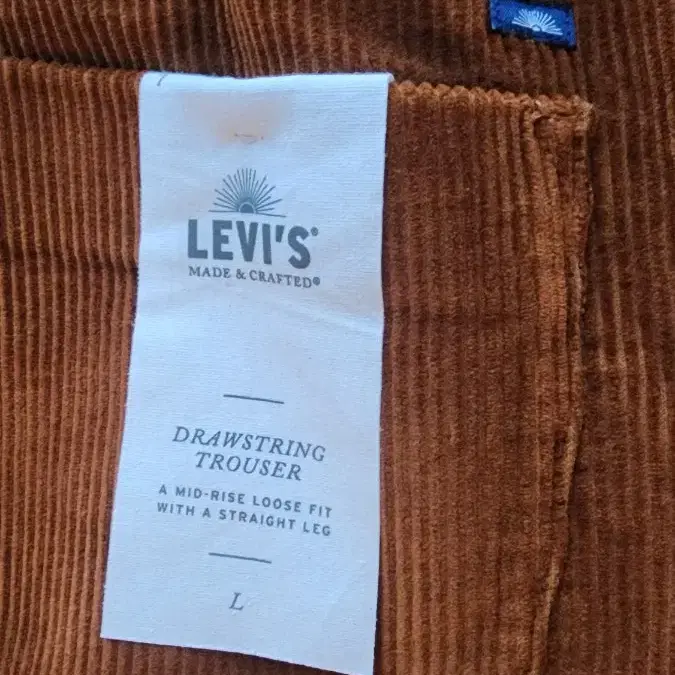 LEVI'S®
MADE & CRAFTED®
DRAWSTRING
TROUSER
A MID-RISE LOOSE FIT
WITH A STRAIGHT LEG
L